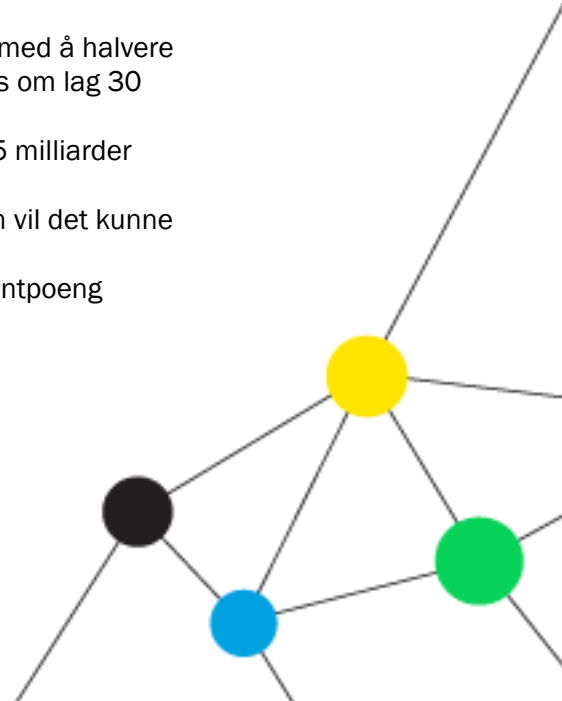 med å halvere
s om lag 30
5 milliarder
n vil det kunne
ntpoeng